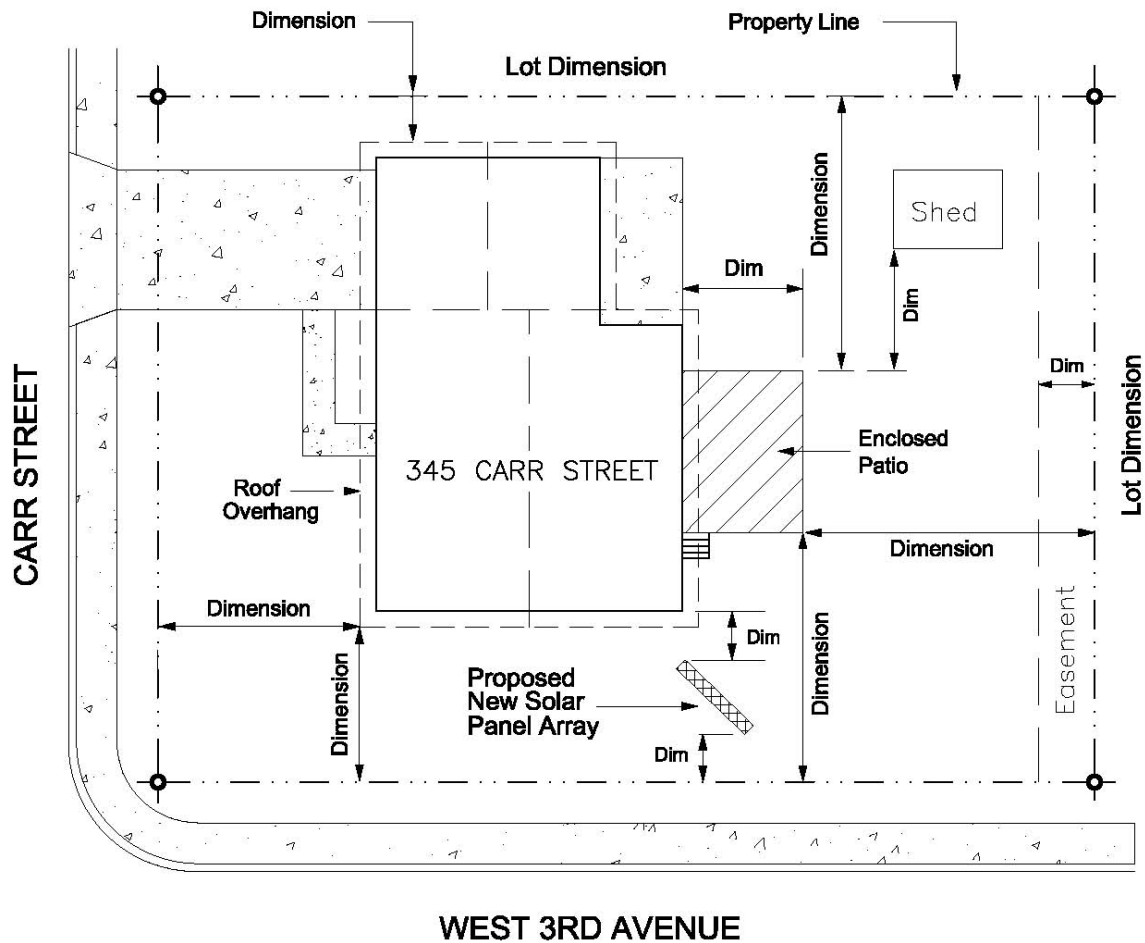 Dimension
Property Line
Lot Dimension
Shed
Dimension
Dim
Dim
Dim
CARR STREET
Lot Dimension
Enclosed
Patio
345 CARR STREET
Roof
Overhang
Dimension
Easement
Dimension
Dim
Dimension
Dimension
Proposed
New Solar
Panel Array
Dim
WEST 3RD AVENUE